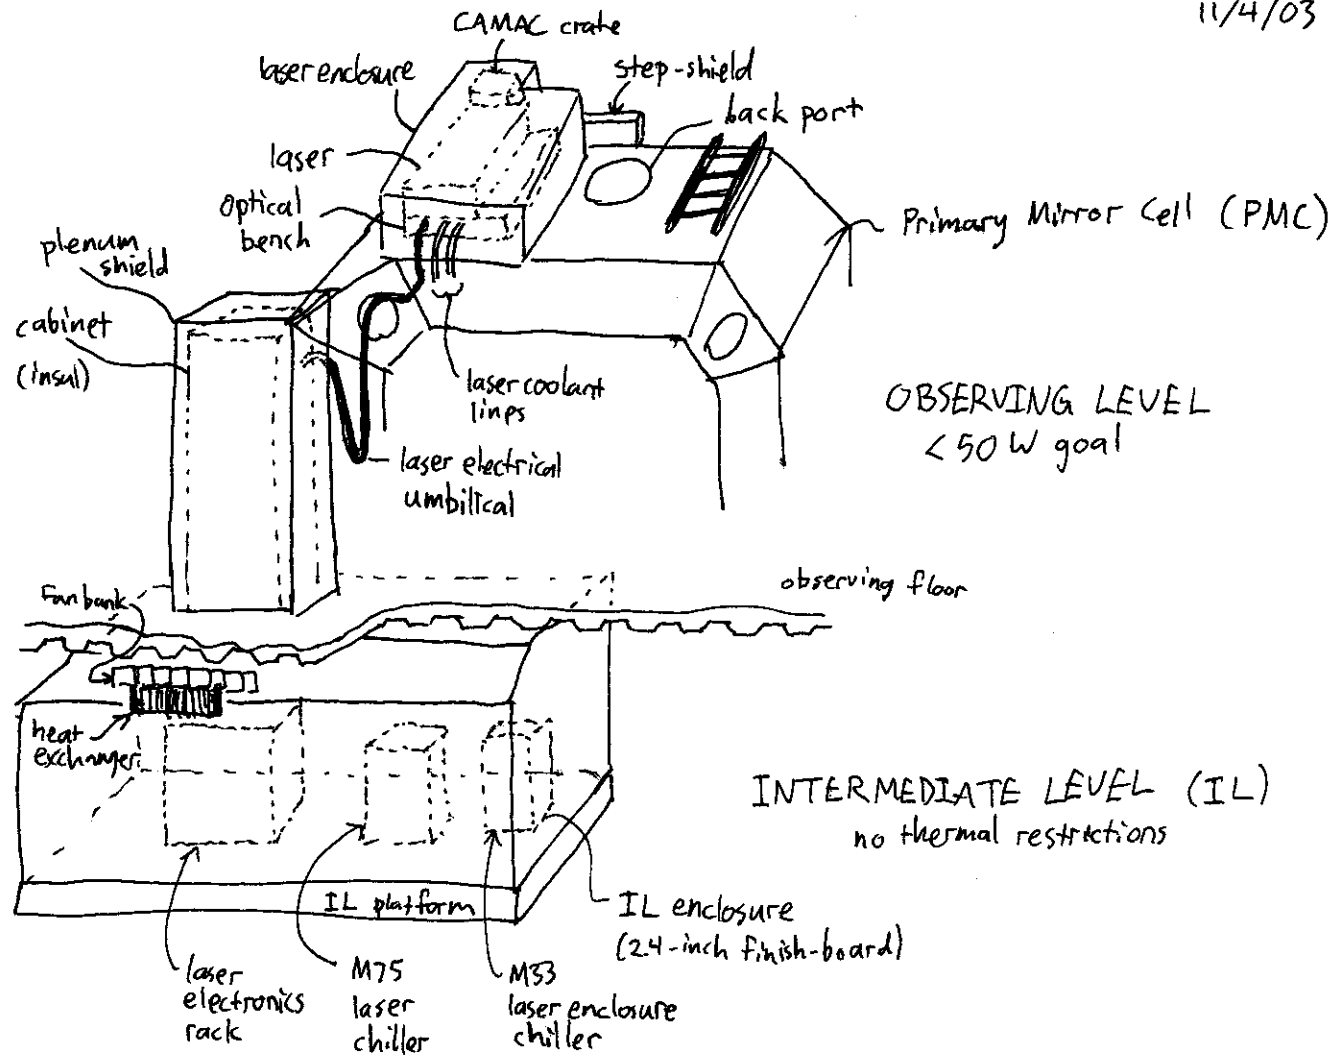 11/4/03
CAMAC crate
laser enclosure
step-shield
back port
laser
optical
bench
Primary Mirror Cell (PMC)
plenum
shield
cabinet
(insul)
laser coolant
lines
OBSERVING LEVEL
< 50 W goal
laser electrical
umbilical
observing floor
Fan bank
heat
exchanger
INTERMEDIATE LEVEL (IL)
no thermal restrictions
IL platform
IL enclosure
(2.4-inch finish-board)
laser
electronics
rack
M75
laser
chiller
M33
laser enclosure
chiller